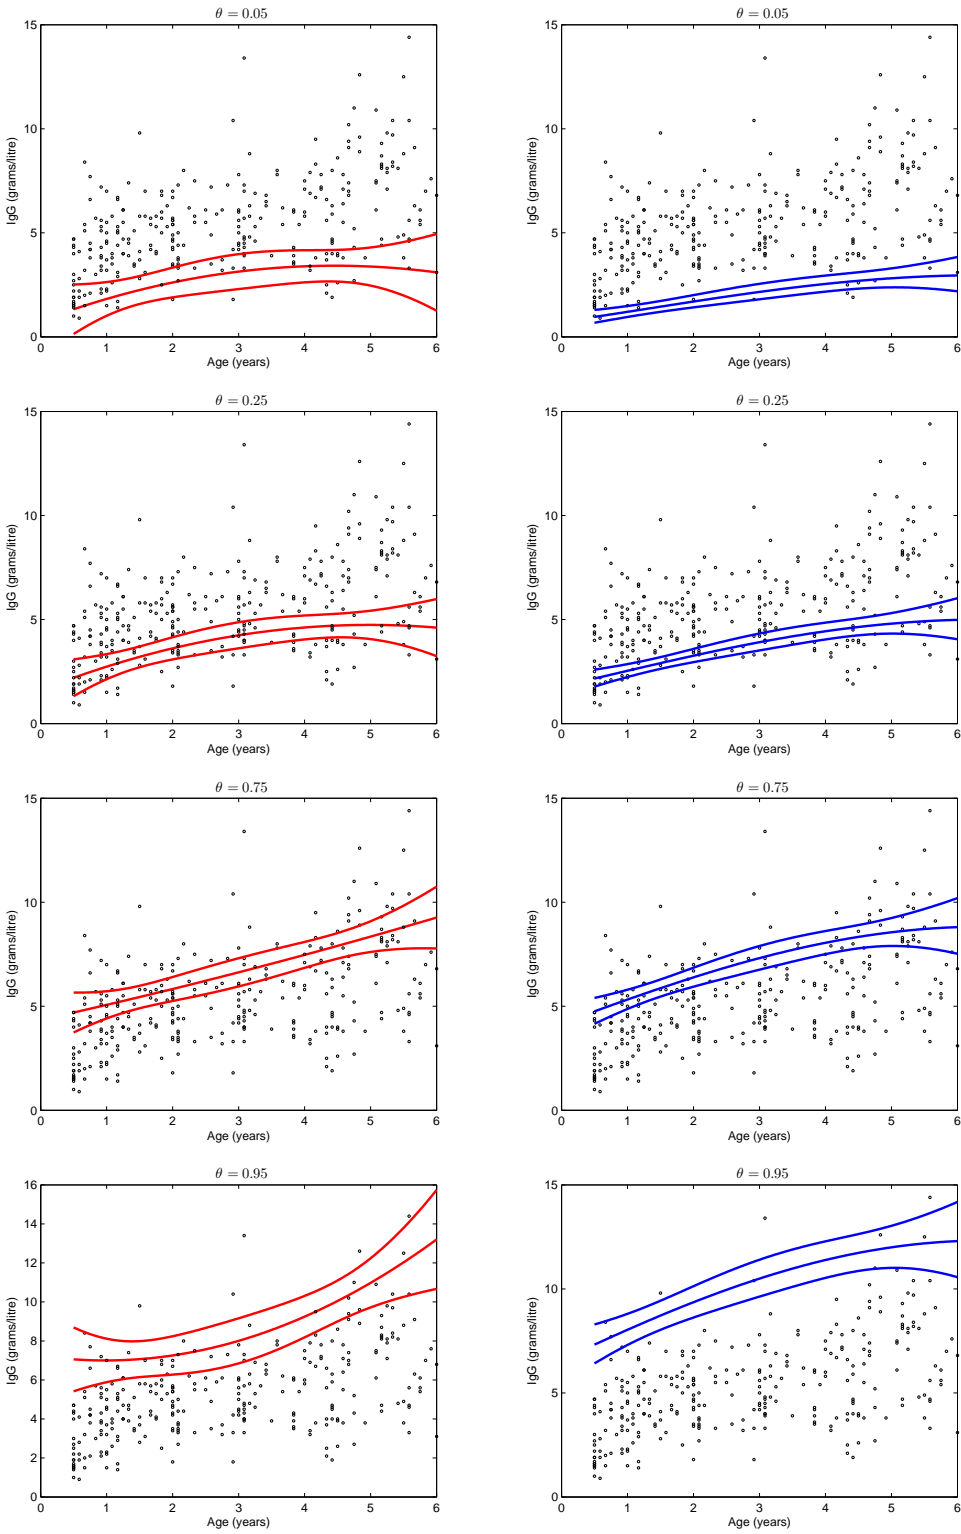 θ = 0.05
15
10
5
0
0 1 2 3 4 5 6
IgG (grams/litre)
Age (years)
θ = 0.05
15
10
5
0
0 1 2 3 4 5 6
IgG (grams/litre)
Age (years)
θ = 0.25
15
10
5
0
0 1 2 3 4 5 6
IgG (grams/litre)
Age (years)
θ = 0.25
15
10
5
0
0 1 2 3 4 5 6
IgG (grams/litre)
Age (years)
θ = 0.75
15
10
5
0
0 1 2 3 4 5 6
IgG (grams/litre)
Age (years)
θ = 0.75
15
10
5
0
0 1 2 3 4 5 6
IgG (grams/litre)
Age (years)
θ = 0.95
16
14
12
10
8
6
4
2
0
0 1 2 3 4 5 6
IgG (grams/litre)
Age (years)
θ = 0.95
15
10
5
0
0 1 2 3 4 5 6
IgG (grams/litre)
Age (years)